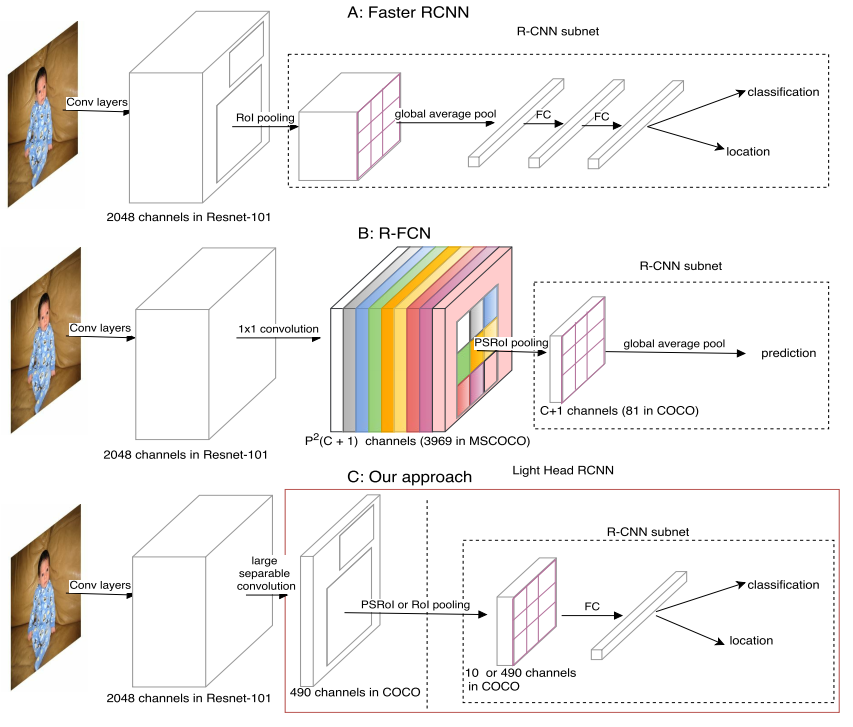 A: Faster RCNN
R-CNN subnet
Conv layers
RoI pooling
global average pool
FC
FC
classification
location
2048 channels in Resnet-101
B: R-FCN
R-CNN subnet
Conv layers
1x1 convolution
PSRoI pooling
global average pool
prediction
C+1 channels (81 in COCO)
P²(C + 1) channels (3969 in MSCOCO)
2048 channels in Resnet-101
C: Our approach
Light Head RCNN
R-CNN subnet
Conv layers
large
separable
convolution
PSRoI or RoI pooling
FC
classification
location
10 or 490 channels
in COCO
2048 channels in Resnet-101
490 channels in COCO